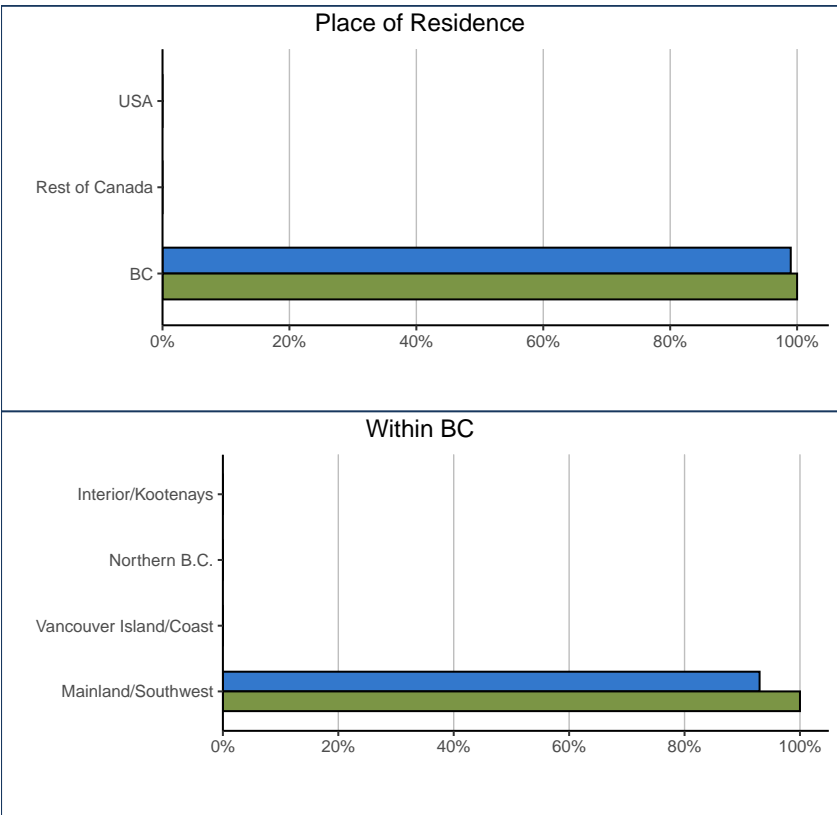 Place of Residence
USA
Rest of Canada
BC
0% 20% 40% 60% 80% 100%
Within BC
Interior/Kootenays
Northern B.C.
Vancouver Island/Coast
Mainland/Southwest
0% 20% 40% 60% 80% 100%